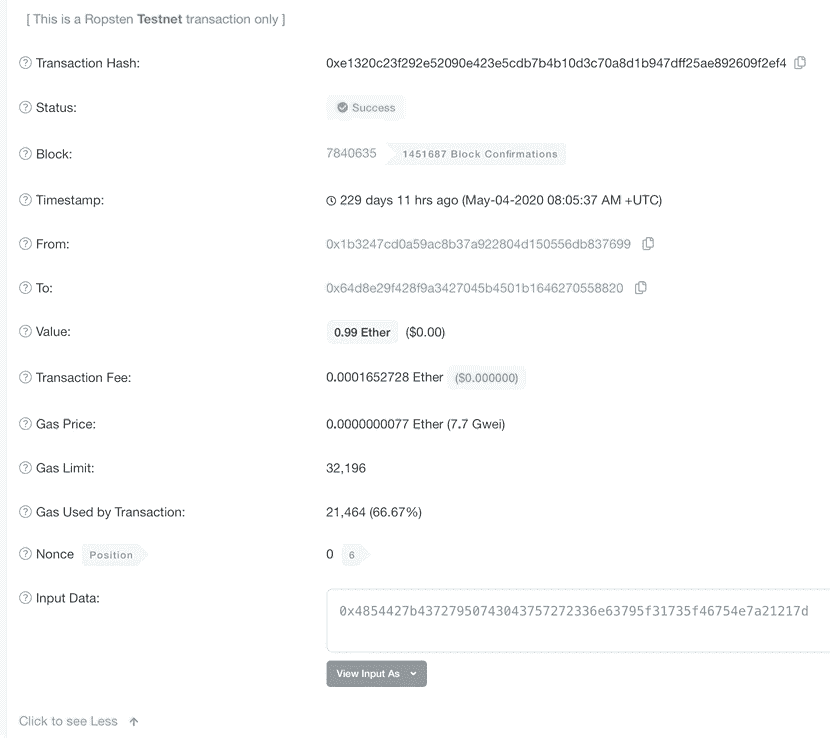 [ This is a Ropsten Testnet transaction only ]
Transaction Hash: 0xe1320c23f292e52090e423e5cdb7b4b10d3c70a8d1b947dff25ae892609f2ef4
Status: Success
Block: 7840635 1451687 Block Confirmations
Timestamp: 229 days 11 hrs ago (May-04-2020 08:05:37 AM +UTC)
From: 0x1b3247cd0a59ac8b37a922804d150556db837699
To: 0x64d8e29f428f9a3427045b4501b1646270558820
Value: 0.99 Ether ($0.00)
Transaction Fee: 0.0001652728 Ether ($0.000000)
Gas Price: 0.0000000077 Ether (7.7 Gwei)
Gas Limit: 32,196
Gas Used by Transaction: 21,464 (66.67%)
Nonce Position 0 6
Input Data: 0x4854427b43727950743043757272336e63795f31735f46754e7a21217d
View Input As
Click to see Less